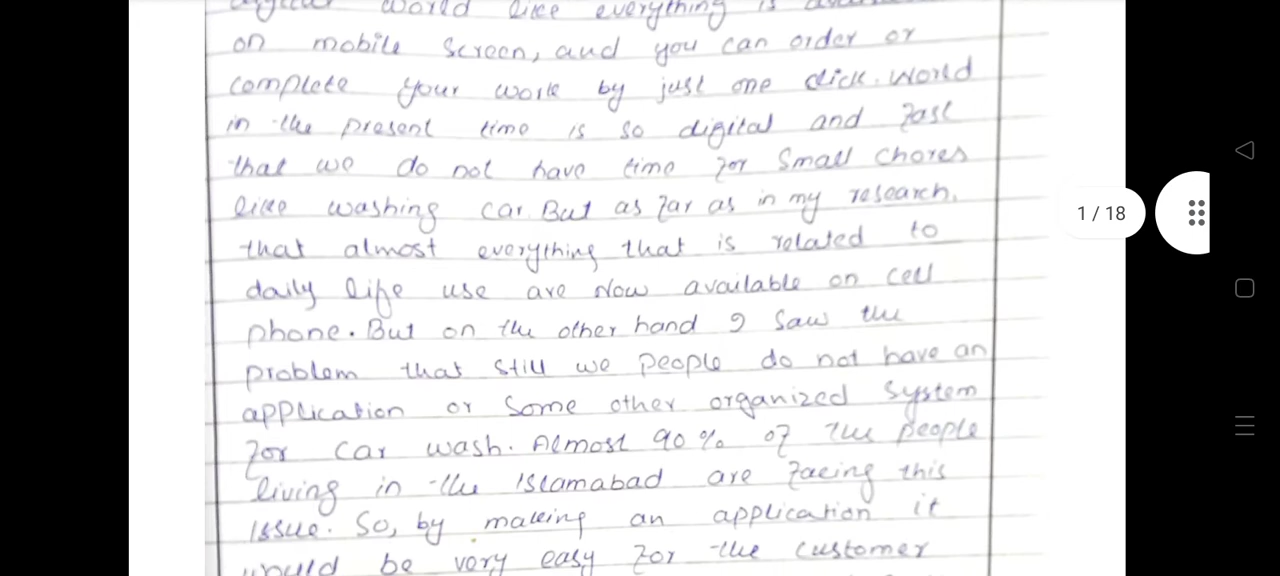 world like everything is
on mobile screen, and you can order or
complete your work by just one click. World
in the present time is so digital and fast
that we do not have time for small chores
like washing car. But as far as in my research,
that almost everything that is related to
daily life use are Now available on cell
phone. But on the other hand I saw the
problem that still we people do not have an
application or some other organized system
for car wash. Almost 90% of the people
living in the Islamabad are facing this
issue. So, by making an application it
would be very easy for the customer
1 / 18